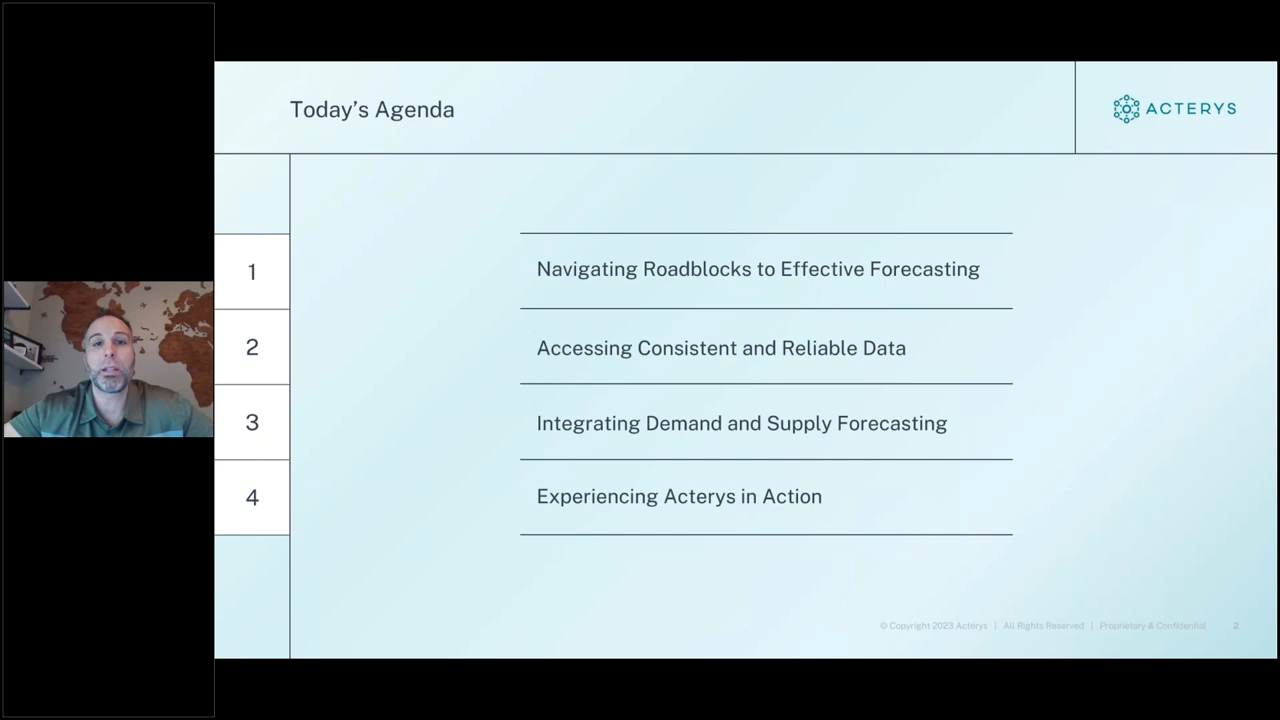 Today's Agenda
ACTERYS
1
Navigating Roadblocks to Effective Forecasting
2
Accessing Consistent and Reliable Data
3
Integrating Demand and Supply Forecasting
4
Experiencing Acterys in Action
© Copyright 2023 Acterys | All Rights Reserved | Proprietary & Confidential 2